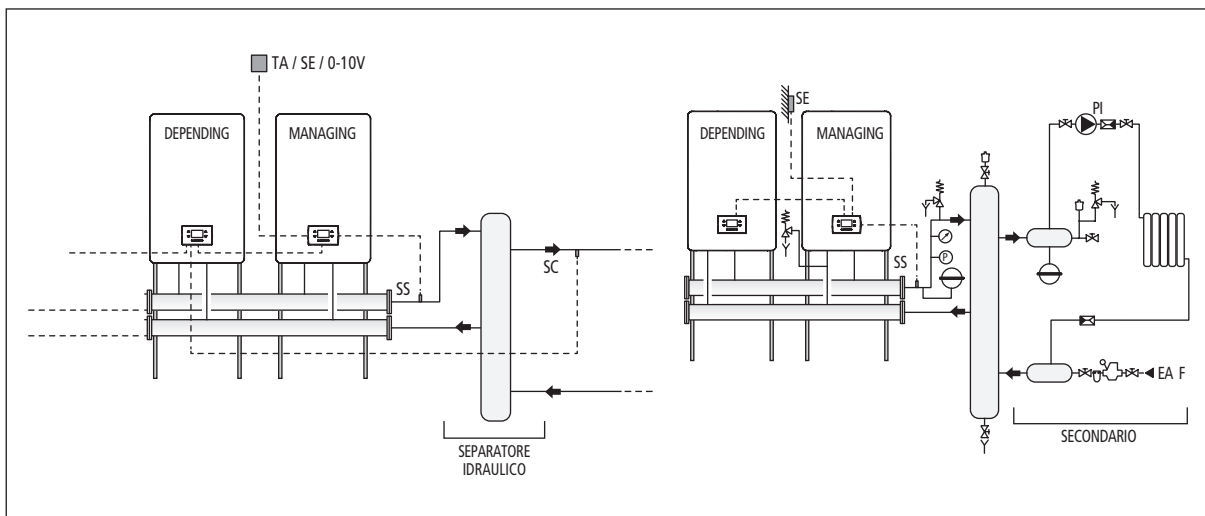 TA / SE / 0-10V
DEPENDING
MANAGING
SS
SC
SEPARATORE
IDRAULICO
SE
PI
DEPENDING
MANAGING
SS
P
EA F
SECONDARIO